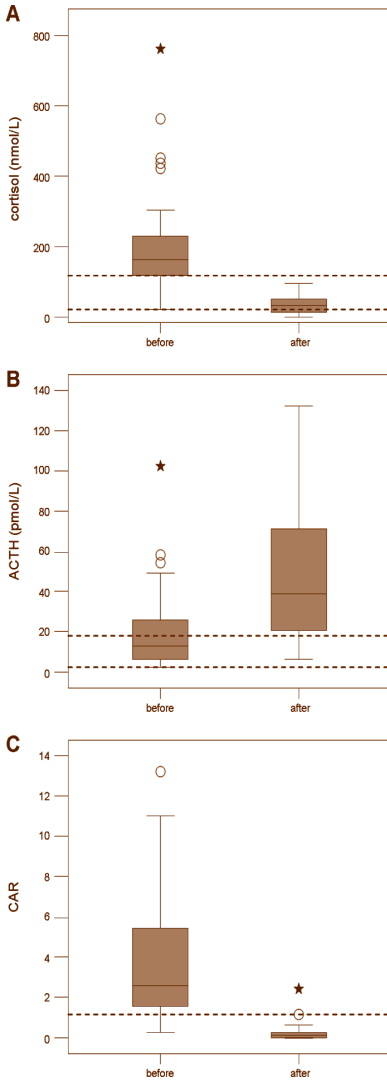 A
cortisol (nmol/L)
800
600
400
200
0
before after
B
ACTH (pmol/L)
140
120
100
80
60
40
20
0
before after
C
CAR
14
12
10
8
6
4
2
0
before after